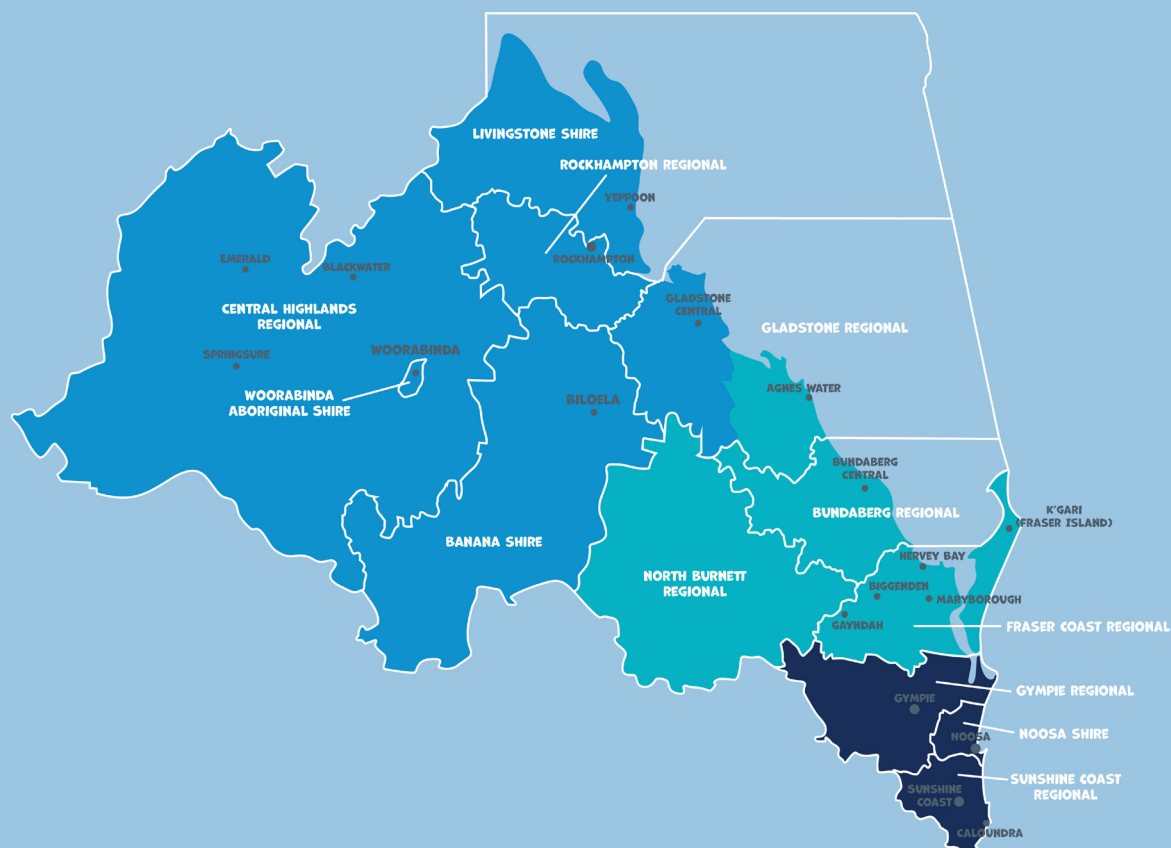 LIVINGSTONE SHIRE
ROCKHAMPTON REGIONAL
YEPPOON
EMERALD
BLACKWATER
ROCKHAMPTON
CENTRAL HIGHLANDS
REGIONAL
GLADSTONE
CENTRAL
GLADSTONE REGIONAL
SPRINGSURE
WOORABINDA
WOORABINDA
ABORIGINAL SHIRE
BILOELA
AGNES WATER
BUNDABERG
CENTRAL
BUNDABERG REGIONAL
K'GARI
(FRASER ISLAND)
BANANA SHIRE
HERVEY BAY
NORTH BURNETT
REGIONAL
BIGGENDEN
MARYBOROUGH
GAYNDAH
FRASER COAST REGIONAL
GYMPIE REGIONAL
GYMPIE
NOOSA SHIRE
NOOSA
SUNSHINE COAST
REGIONAL
SUNSHINE
COAST
CALOUNDRA